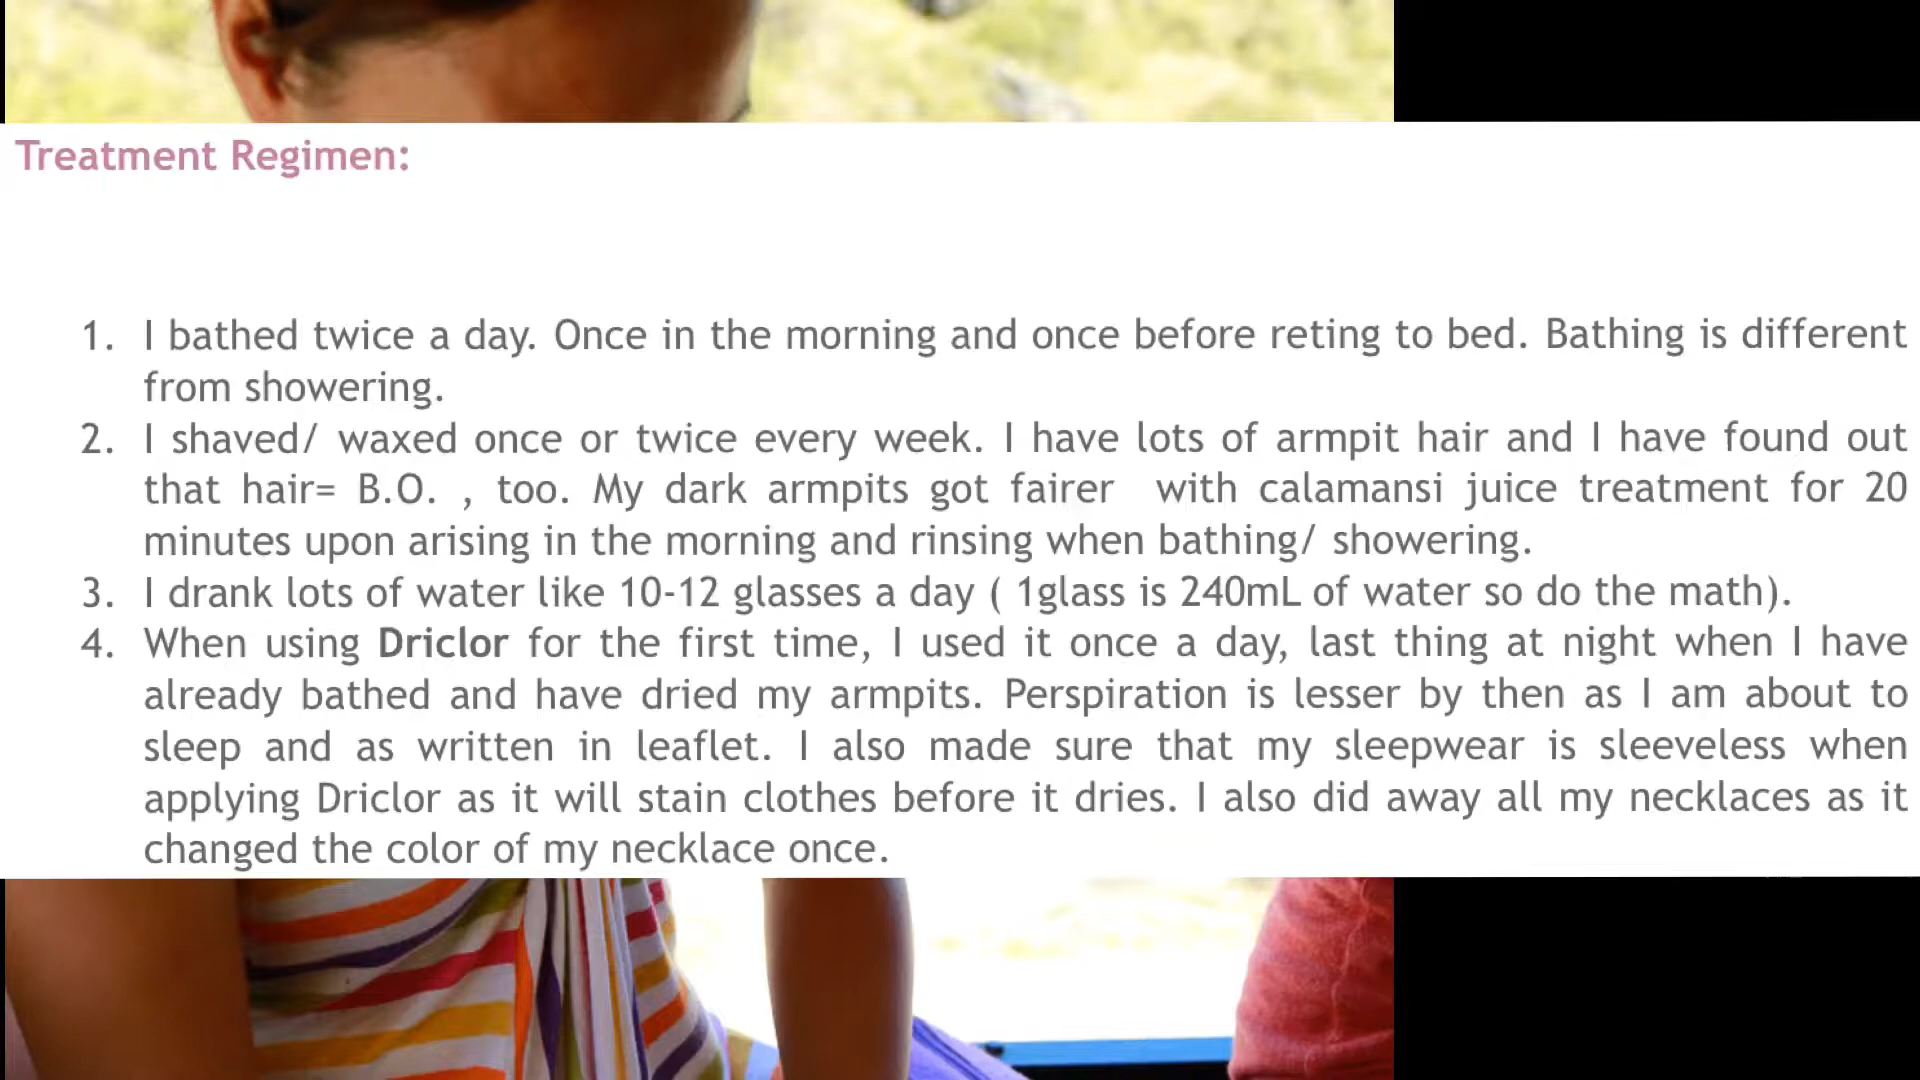 Treatment Regimen:
1. I bathed twice a day. Once in the morning and once before reting to bed. Bathing is different
from showering.
2. I shaved/ waxed once or twice every week. I have lots of armpit hair and I have found out
that hair= B.O. , too. My dark armpits got fairer with calamansi juice treatment for 20
minutes upon arising in the morning and rinsing when bathing/ showering.
3. I drank lots of water like 10-12 glasses a day ( 1glass is 240mL of water so do the math).
4. When using Driclor for the first time, I used it once a day, last thing at night when I have
already bathed and have dried my armpits. Perspiration is lesser by then as I am about to
sleep and as written in leaflet. I also made sure that my sleepwear is sleeveless when
applying Driclor as it will stain clothes before it dries. I also did away all my necklaces as it
changed the color of my necklace once.